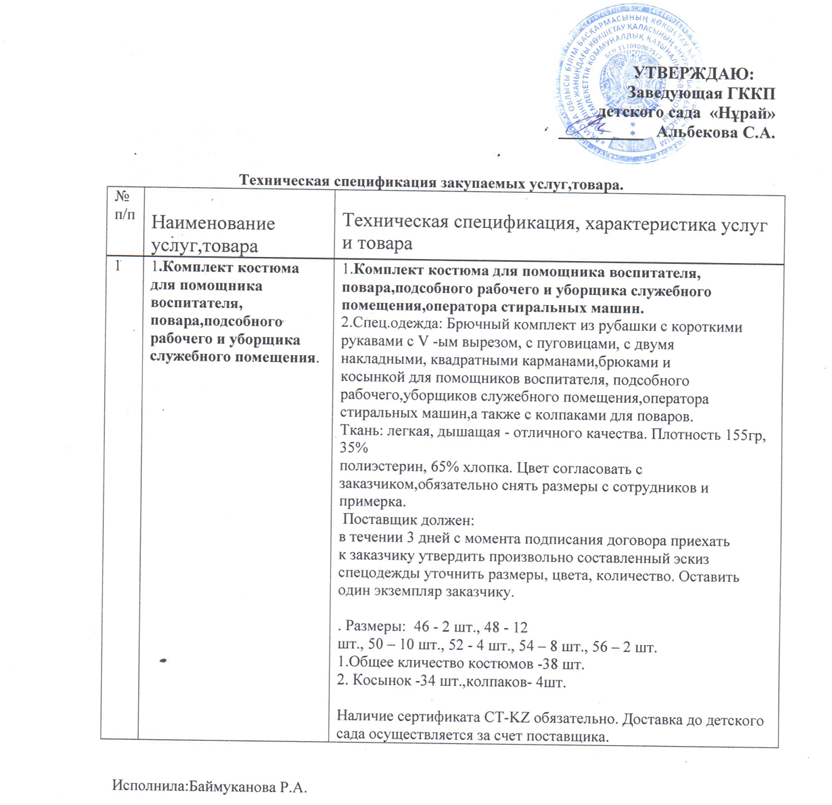 УТВЕРЖДАЮ:
Заведующая ГККП
детского сада «Нұрай»
Альбекова С.А.
Техническая спецификация закупаемых услуг,товара.
№
п/п
Наименование
услуг,товара
Техническая спецификация, характеристика услуг
и товара
1
1.Комплект костюма
для помощника
воспитателя,
повара,подсобного
рабочего и уборщика
служебного помещения.
1.Комплект костюма для помощника воспитателя,
повара,подсобного рабочего и уборщика служебного
помещения,оператора стиральных машин.
2.Спец.одежда: Брючный комплект из рубашки с короткими
рукавами с V -ым вырезом, с пуговицами, с двумя
накладными, квадратными карманами,брюками и
косынкой для помощников воспитателя, подсобного
рабочего,уборщиков служебного помещения,оператора
стиральных машин,а также с колпаками для поваров.
Ткань: легкая, дышащая - отличного качества. Плотность 155гр,
35%
полиэстерин, 65% хлопка. Цвет согласовать с
заказчиком,обязательно снять размеры с сотрудников и
примерка.
Поставщик должен:
в течении 3 дней с момента подписания договора приехать
к заказчику утвердить произвольно составленный эскиз
спецодежды уточнить размеры, цвета, количество. Оставить
один экземпляр заказчику.
. Размеры: 46 - 2 шт., 48 - 12
шт., 50 – 10 шт., 52 - 4 шт., 54 – 8 шт., 56 – 2 шт.
1.Общее кличество костюмов -38 шт.
2. Косынок -34 шт.,колпаков- 4шт.
Наличие сертификата CT-KZ обязательно. Доставка до детского
сада осуществляется за счет поставщика.
Исполнила:Баймуканова Р.А.